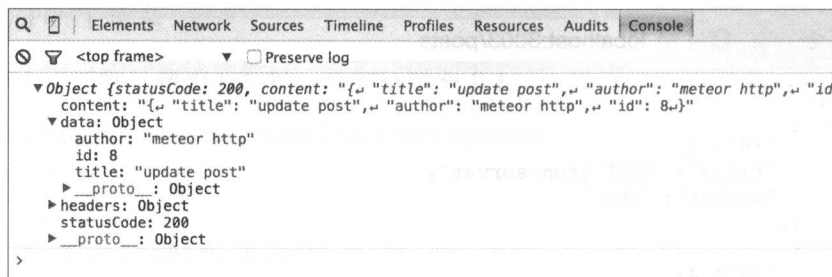 Elements Network Sources Timeline Profiles Resources Audits Console
<top frame> ▼ Preserve log
▼Object {statusCode: 200, content: "{↵ "title": "update post",↵ "author": "meteor http",↵ "id
content: "{↵ "title": "update post",↵ "author": "meteor http",↵ "id": 8↵}"
▼data: Object
author: "meteor http"
id: 8
title: "update post"
▶__proto__: Object
▶headers: Object
statusCode: 200
▶__proto__: Object
>